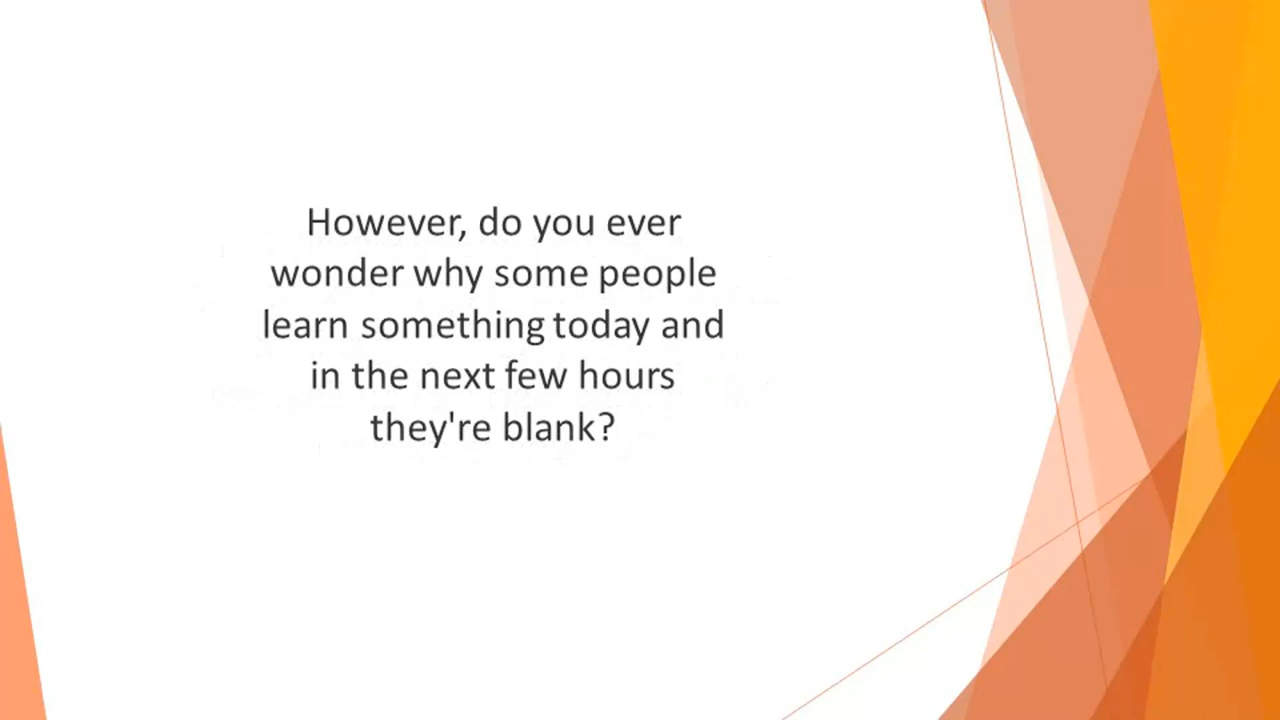 However, do you ever
wonder why some people
learn something today and
in the next few hours
they're blank?